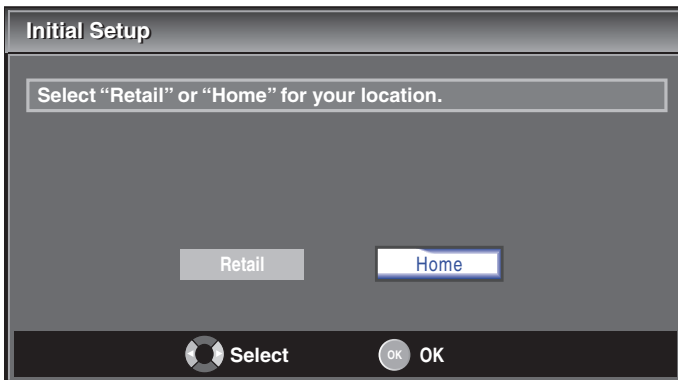 Initial Setup
Select “Retail” or “Home” for your location.
Retail Home
Select OK OK